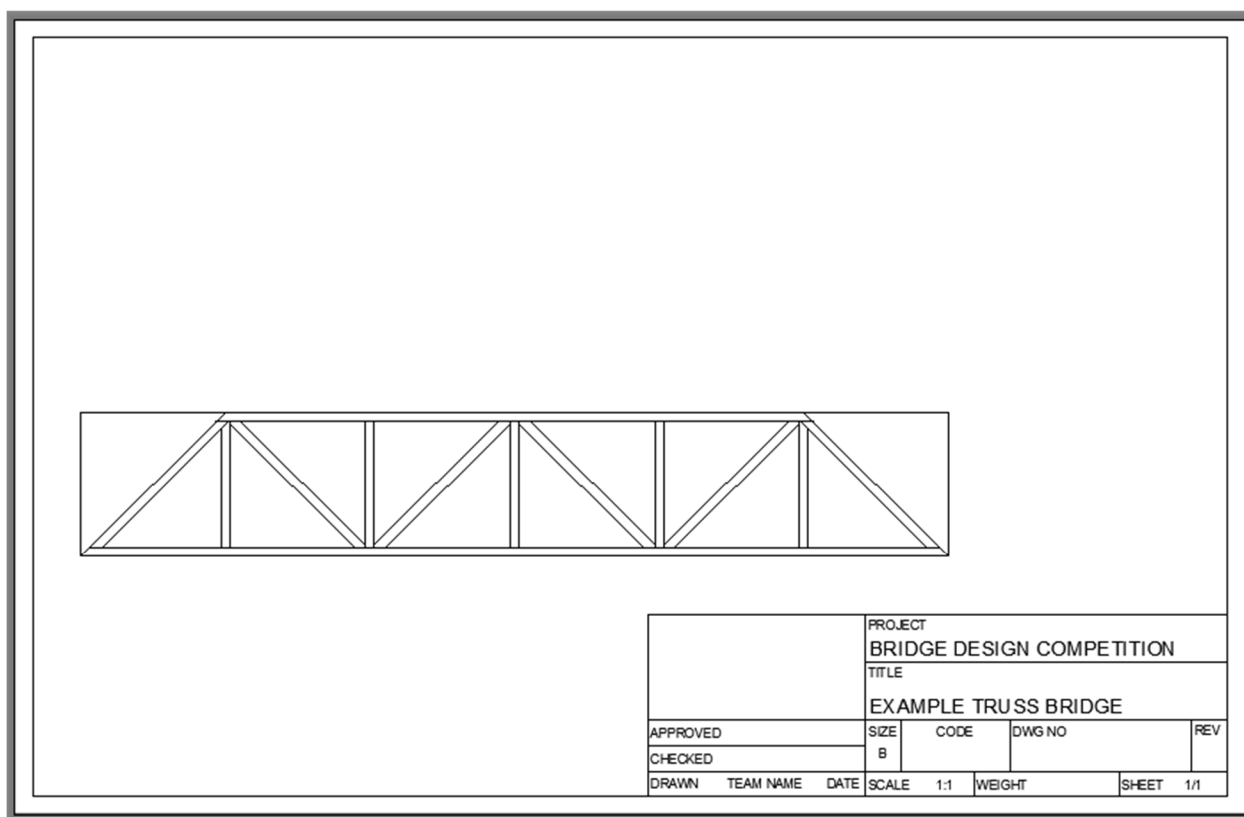 PROJECT
BRIDGE DESIGN COMPETITION
TITLE
EXAMPLE TRUSS BRIDGE
APPROVED
SIZE CODE DWG NO REV
B
CHECKED
DRAWN TEAM NAME DATE SCALE 1:1 WEIGHT SHEET 1/1